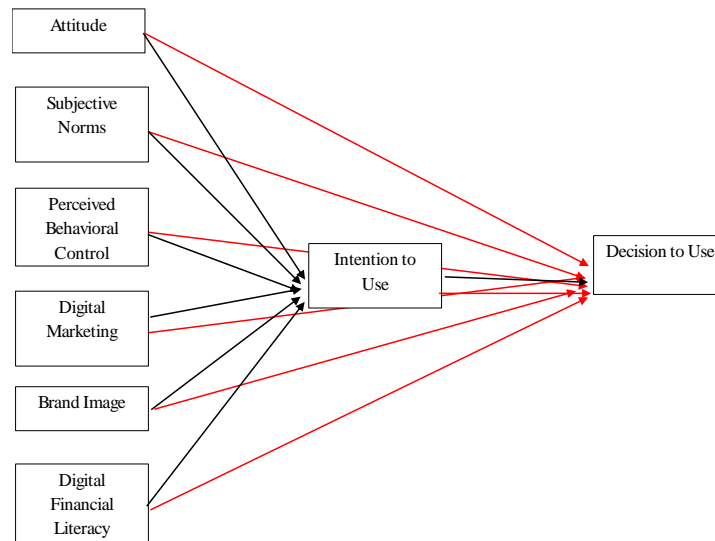 Attitude
Subjective
Norms
Perceived
Behavioral
Control
Intention to
Use
Decision to Use
Digital
Marketing
Brand Image
Digital
Financial
Literacy